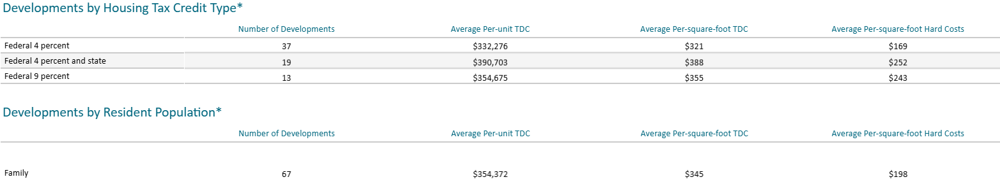 Developments by Housing Tax Credit Type*
Number of Developments Average Per-unit TDC Average Per-square-foot TDC Average Per-square-foot Hard Costs
Federal 4 percent 37 $332,276 $321 $169
Federal 4 percent and state 19 $390,703 $388 $252
Federal 9 percent 13 $354,675 $355 $243
Developments by Resident Population*
Number of Developments Average Per-unit TDC Average Per-square-foot TDC Average Per-square-foot Hard Costs
Family 67 $354,372 $345 $198